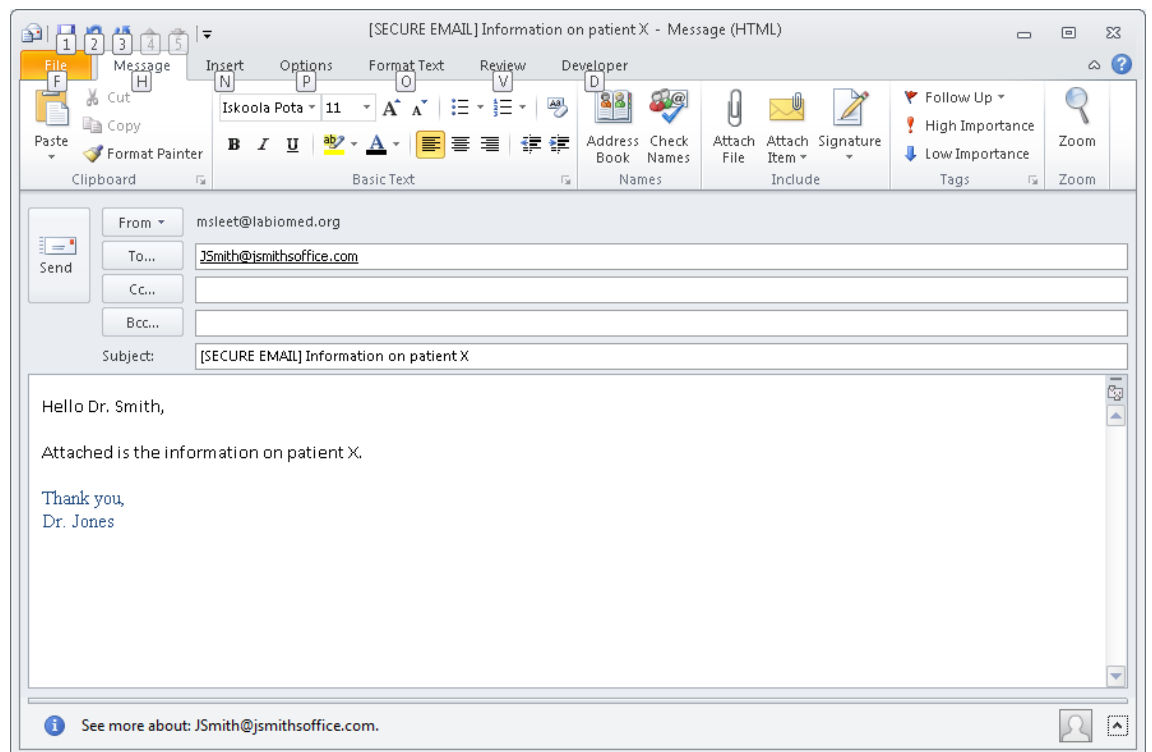 [SECURE EMAIL] Information on patient X - Message (HTML)
1 2 3 4 5
File Message Insert Options Format Text Review Developer
F H N P O V D
Paste
Cut
Copy
Format Painter
Clipboard
Iskoola Pota 11
B I U ab A
Basic Text
Address Book
Check Names
Names
Attach File
Attach Item
Signature
Include
Follow Up
High Importance
Low Importance
Tags
Zoom
Zoom
Send
From msleet@labiomed.org
To... JSmith@jsmithsoffice.com
Cc...
Bcc...
Subject: [SECURE EMAIL] Information on patient X
Hello Dr. Smith,
Attached is the information on patient X.
Thank you,
Dr. Jones
See more about: JSmith@jsmithsoffice.com.